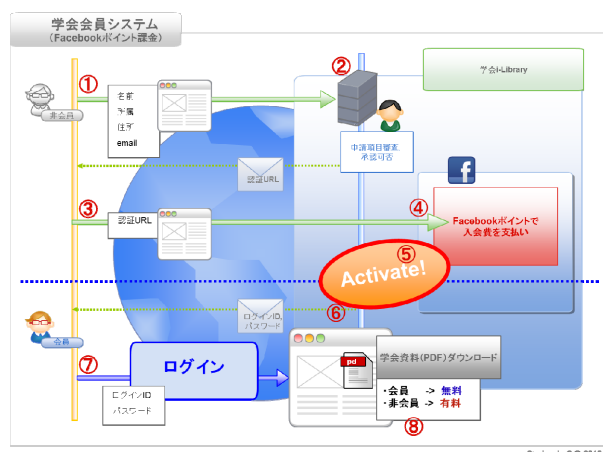 学会会員システム
(Facebookポイント課金)
学会i-Library
①
②
名前
所属
住所
email
非会員
申請項目審査
承認可否
認証URL
③
認証URL
④
Facebookポイントで
入会費を支払い
⑤
Activate!
⑥
ログインID,
パスワード
会員
⑦
ログイン
ログインID
パスワード
pd
学会資料(PDF)ダウンロード
・会員 -> 無料
・非会員 -> 有料
⑧